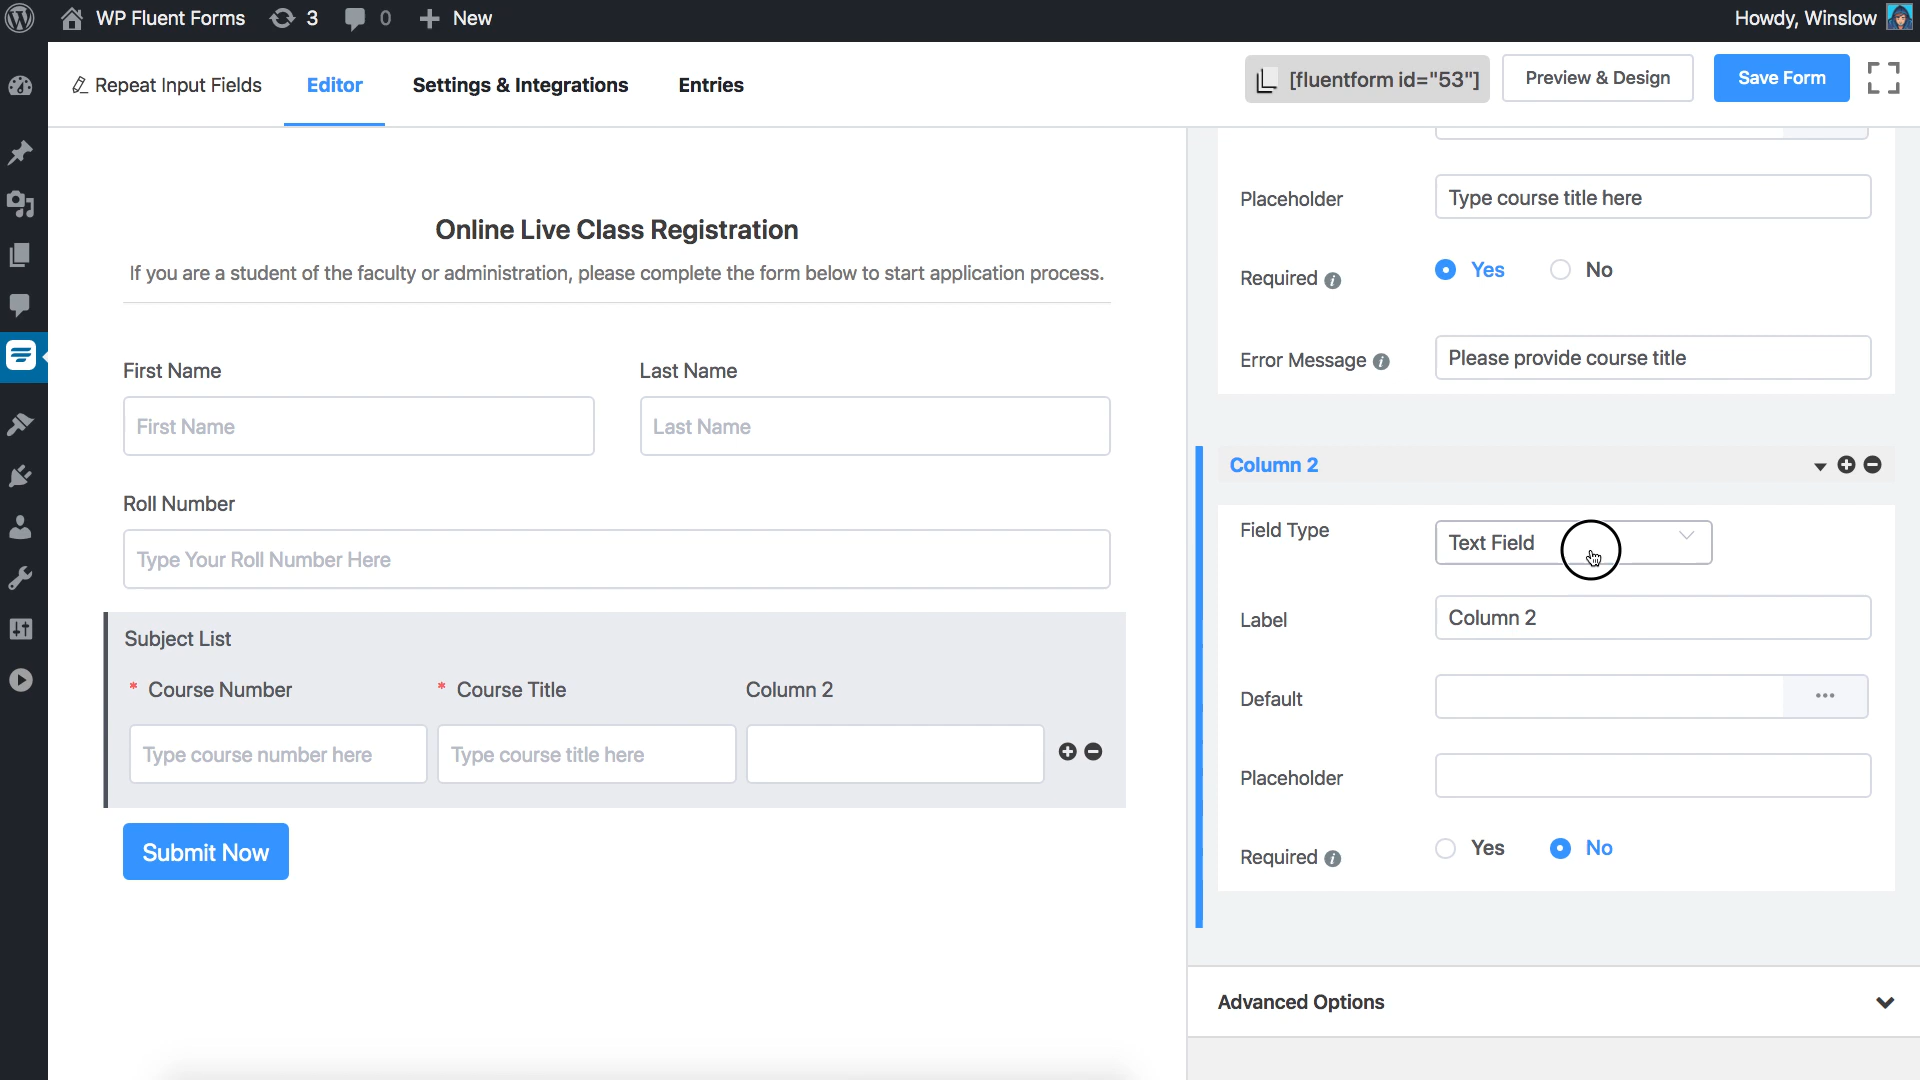 WP Fluent Forms 3 0 New Howdy, Winslow
Repeat Input Fields Editor Settings & Integrations Entries [fluentform id="53"] Preview & Design Save Form
Online Live Class Registration
If you are a student of the faculty or administration, please complete the form below to start application process.
First Name Last Name
First Name Last Name
Roll Number
Type Your Roll Number Here
Subject List
* Course Number * Course Title Column 2
Type course number here Type course title here
Submit Now
Placeholder Type course title here
Required Yes No
Error Message Please provide course title
Column 2
Field Type Text Field
Label Column 2
Default ...
Placeholder
Required Yes No
Advanced Options